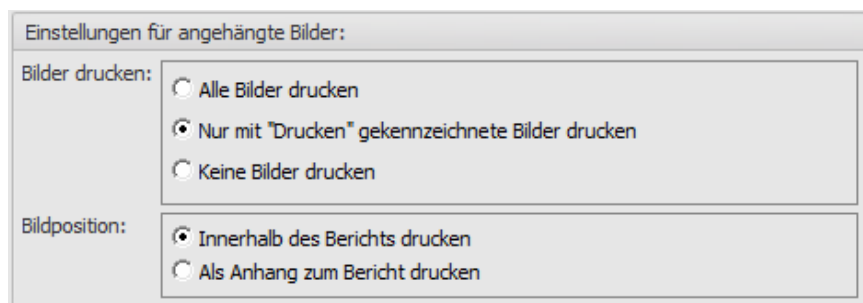 Einstellungen für angehängte Bilder:
Bilder drucken:
Alle Bilder drucken
Nur mit "Drucken" gekennzeichnete Bilder drucken
Keine Bilder drucken
Bildposition:
Innerhalb des Berichts drucken
Als Anhang zum Bericht drucken